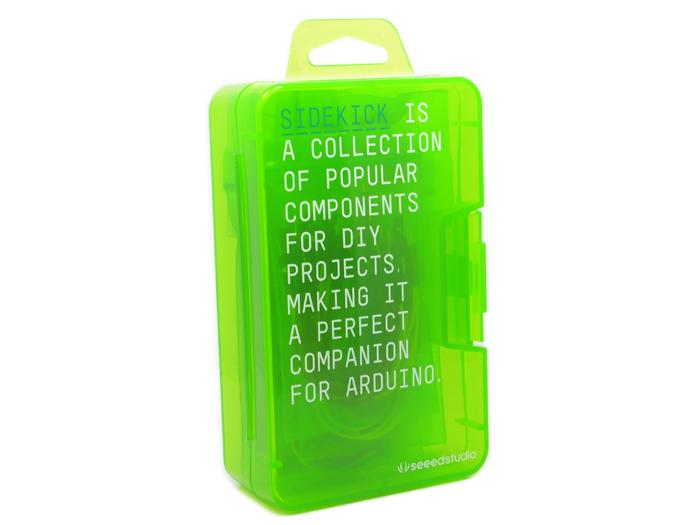 SIDEKICK IS
A COLLECTION
OF POPULAR
COMPONENTS
FOR DIY
PROJECTS.
MAKING IT
A PERFECT
COMPANION
FOR ARDUINO.
seeedstudio